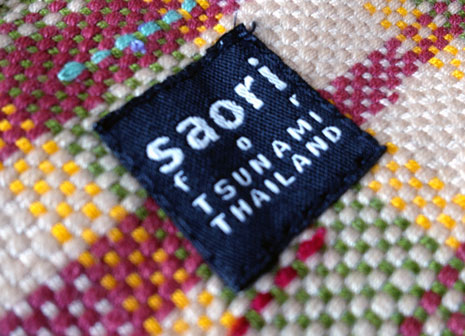 saori
for
TSUNAMI
THAILAND